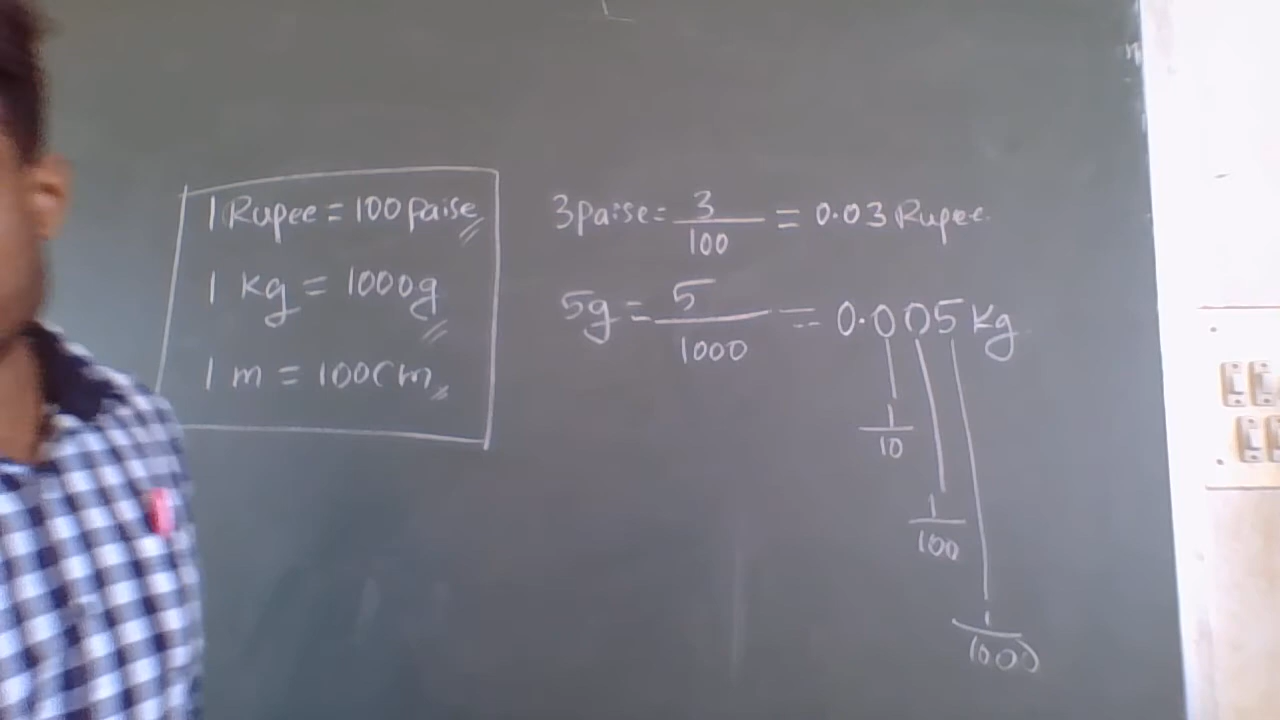 1 Rupee = 100 paise
1 kg = 1000g
1 m = 100cm
3paise = 3/100 = 0.03 Rupee.
5g = 5/1000 = 0.005 kg
1/10
1/100
1/1000